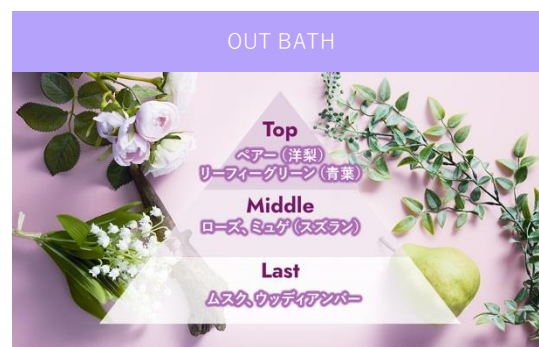 OUT BATH
Top
ペアー（洋梨）
リーフィーグリーン（青葉）
Middle
ローズ、ミュゲ（スズラン）
Last
ムスク、ウッディアンバー